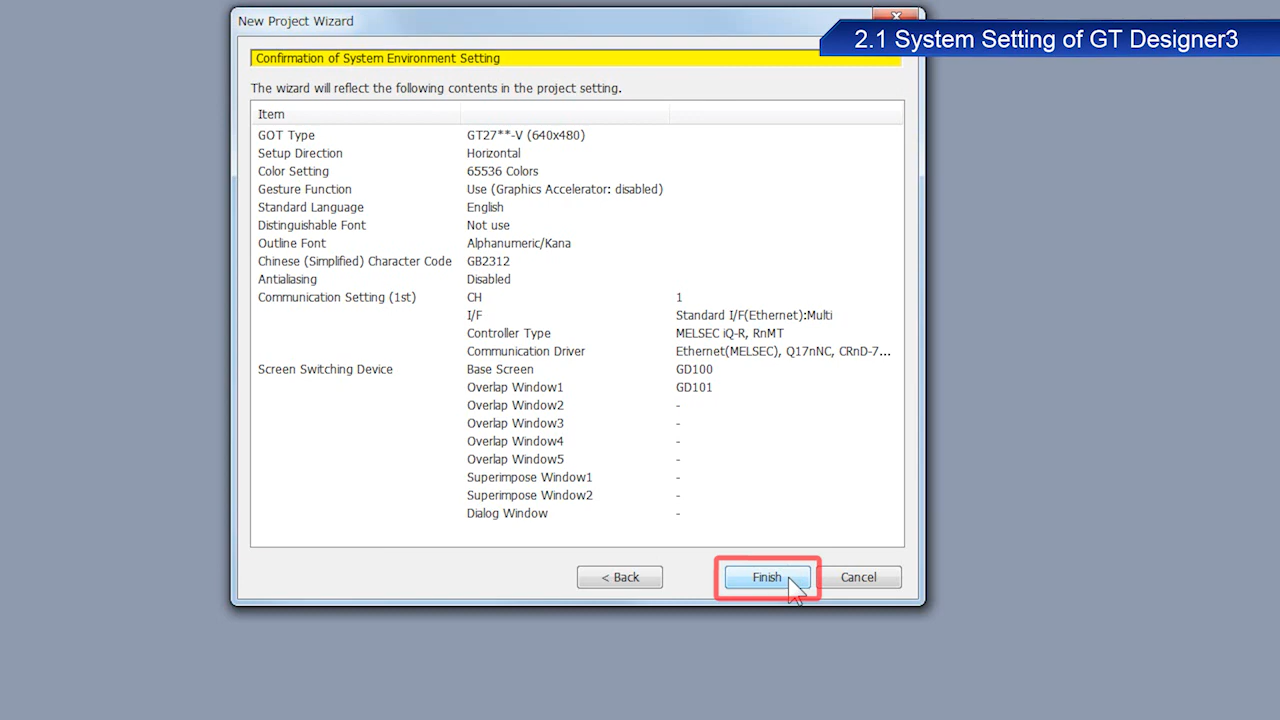 New Project Wizard
2.1 System Setting of GT Designer3
Confirmation of System Environment Setting
The wizard will reflect the following contents in the project setting.
Item
GOT Type GT27**-V (640x480)
Setup Direction Horizontal
Color Setting 65536 Colors
Gesture Function Use (Graphics Accelerator: disabled)
Standard Language English
Distinguishable Font Not use
Outline Font Alphanumeric/Kana
Chinese (Simplified) Character Code GB2312
Antialiasing Disabled
Communication Setting (1st) CH 1
I/F Standard I/F(Ethernet):Multi
Controller Type MELSEC iQ-R, RnMT
Communication Driver Ethernet(MELSEC), Q17nNC, CRnD-7...
Screen Switching Device Base Screen GD100
Overlap Window1 GD101
Overlap Window2 -
Overlap Window3 -
Overlap Window4 -
Overlap Window5 -
Superimpose Window1 -
Superimpose Window2 -
Dialog Window -
< Back Finish Cancel